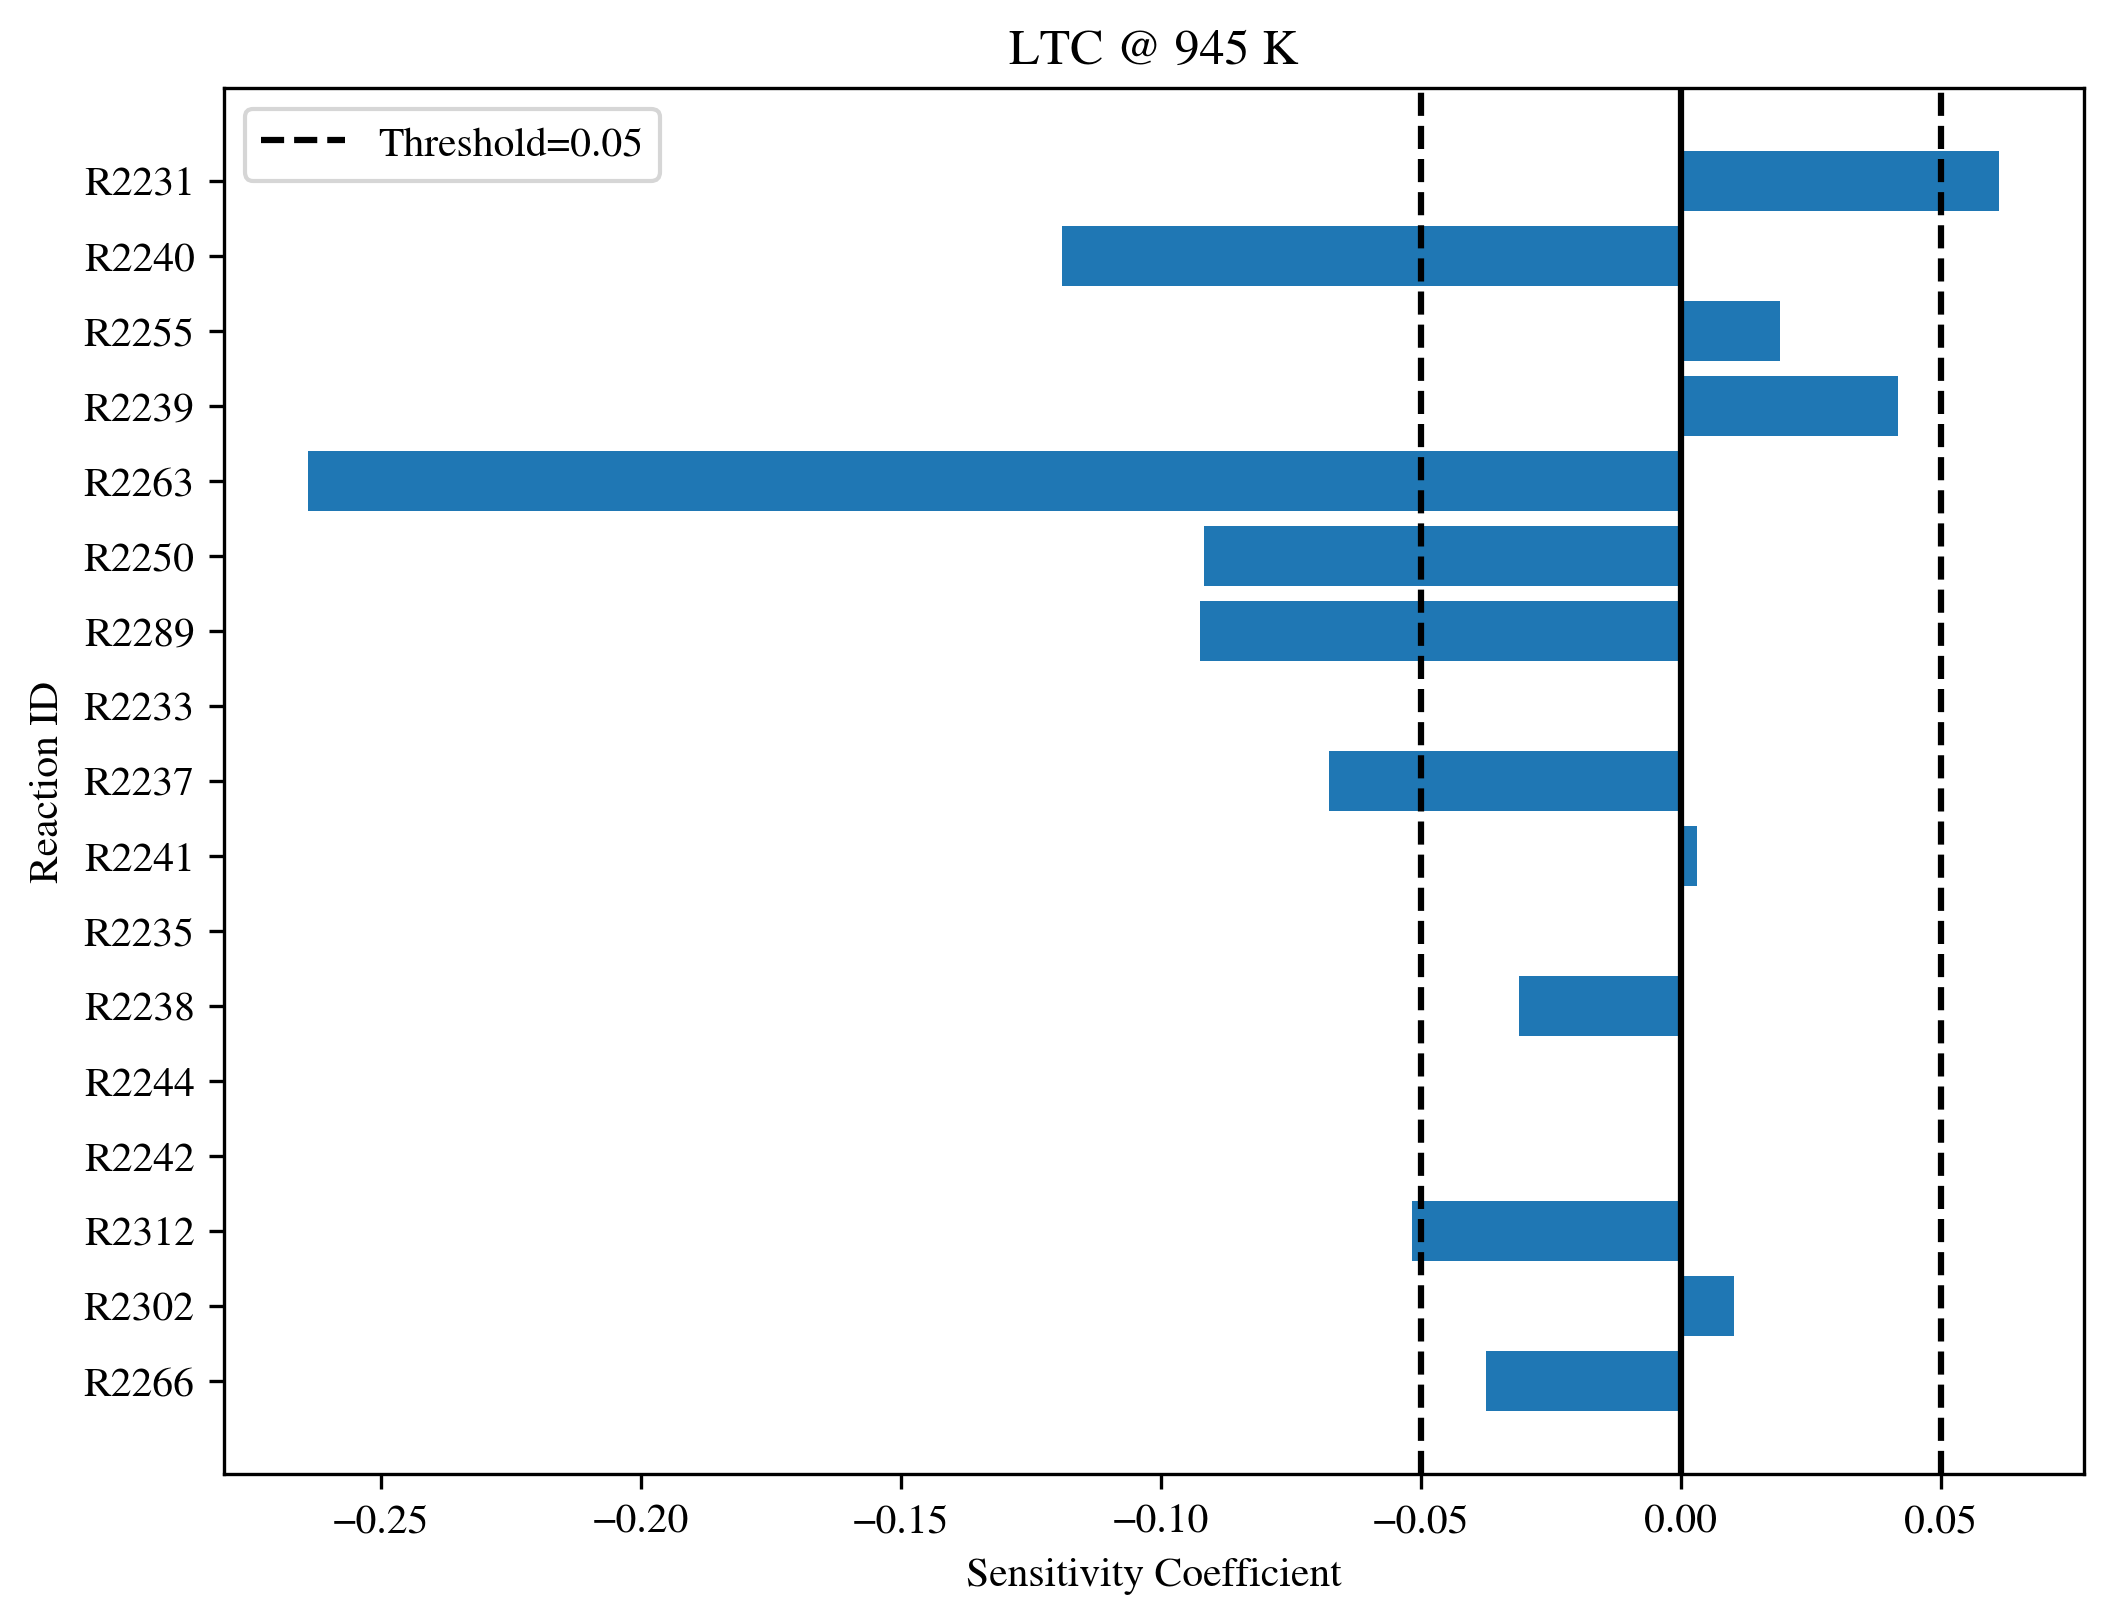 LTC @ 945 K
Threshold=0.05
R2231
R2240
R2255
R2239
R2263
R2250
R2289
R2233
R2237
R2241
R2235
R2238
R2244
R2242
R2312
R2302
R2266
Reaction ID
−0.25 −0.20 −0.15 −0.10 −0.05 0.00 0.05
Sensitivity Coefficient